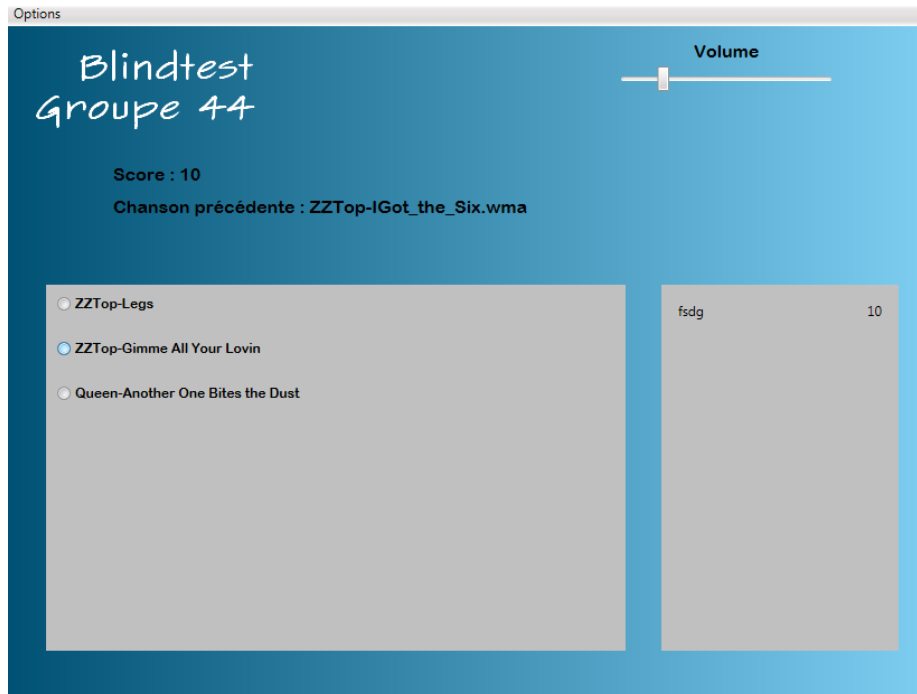 Options
Blindtest
Groupe 44
Volume
Score : 10
Chanson précédente : ZZTop-IGot_the_Six.wma
ZZTop-Legs
ZZTop-Gimme All Your Lovin
Queen-Another One Bites the Dust
fsdg 10